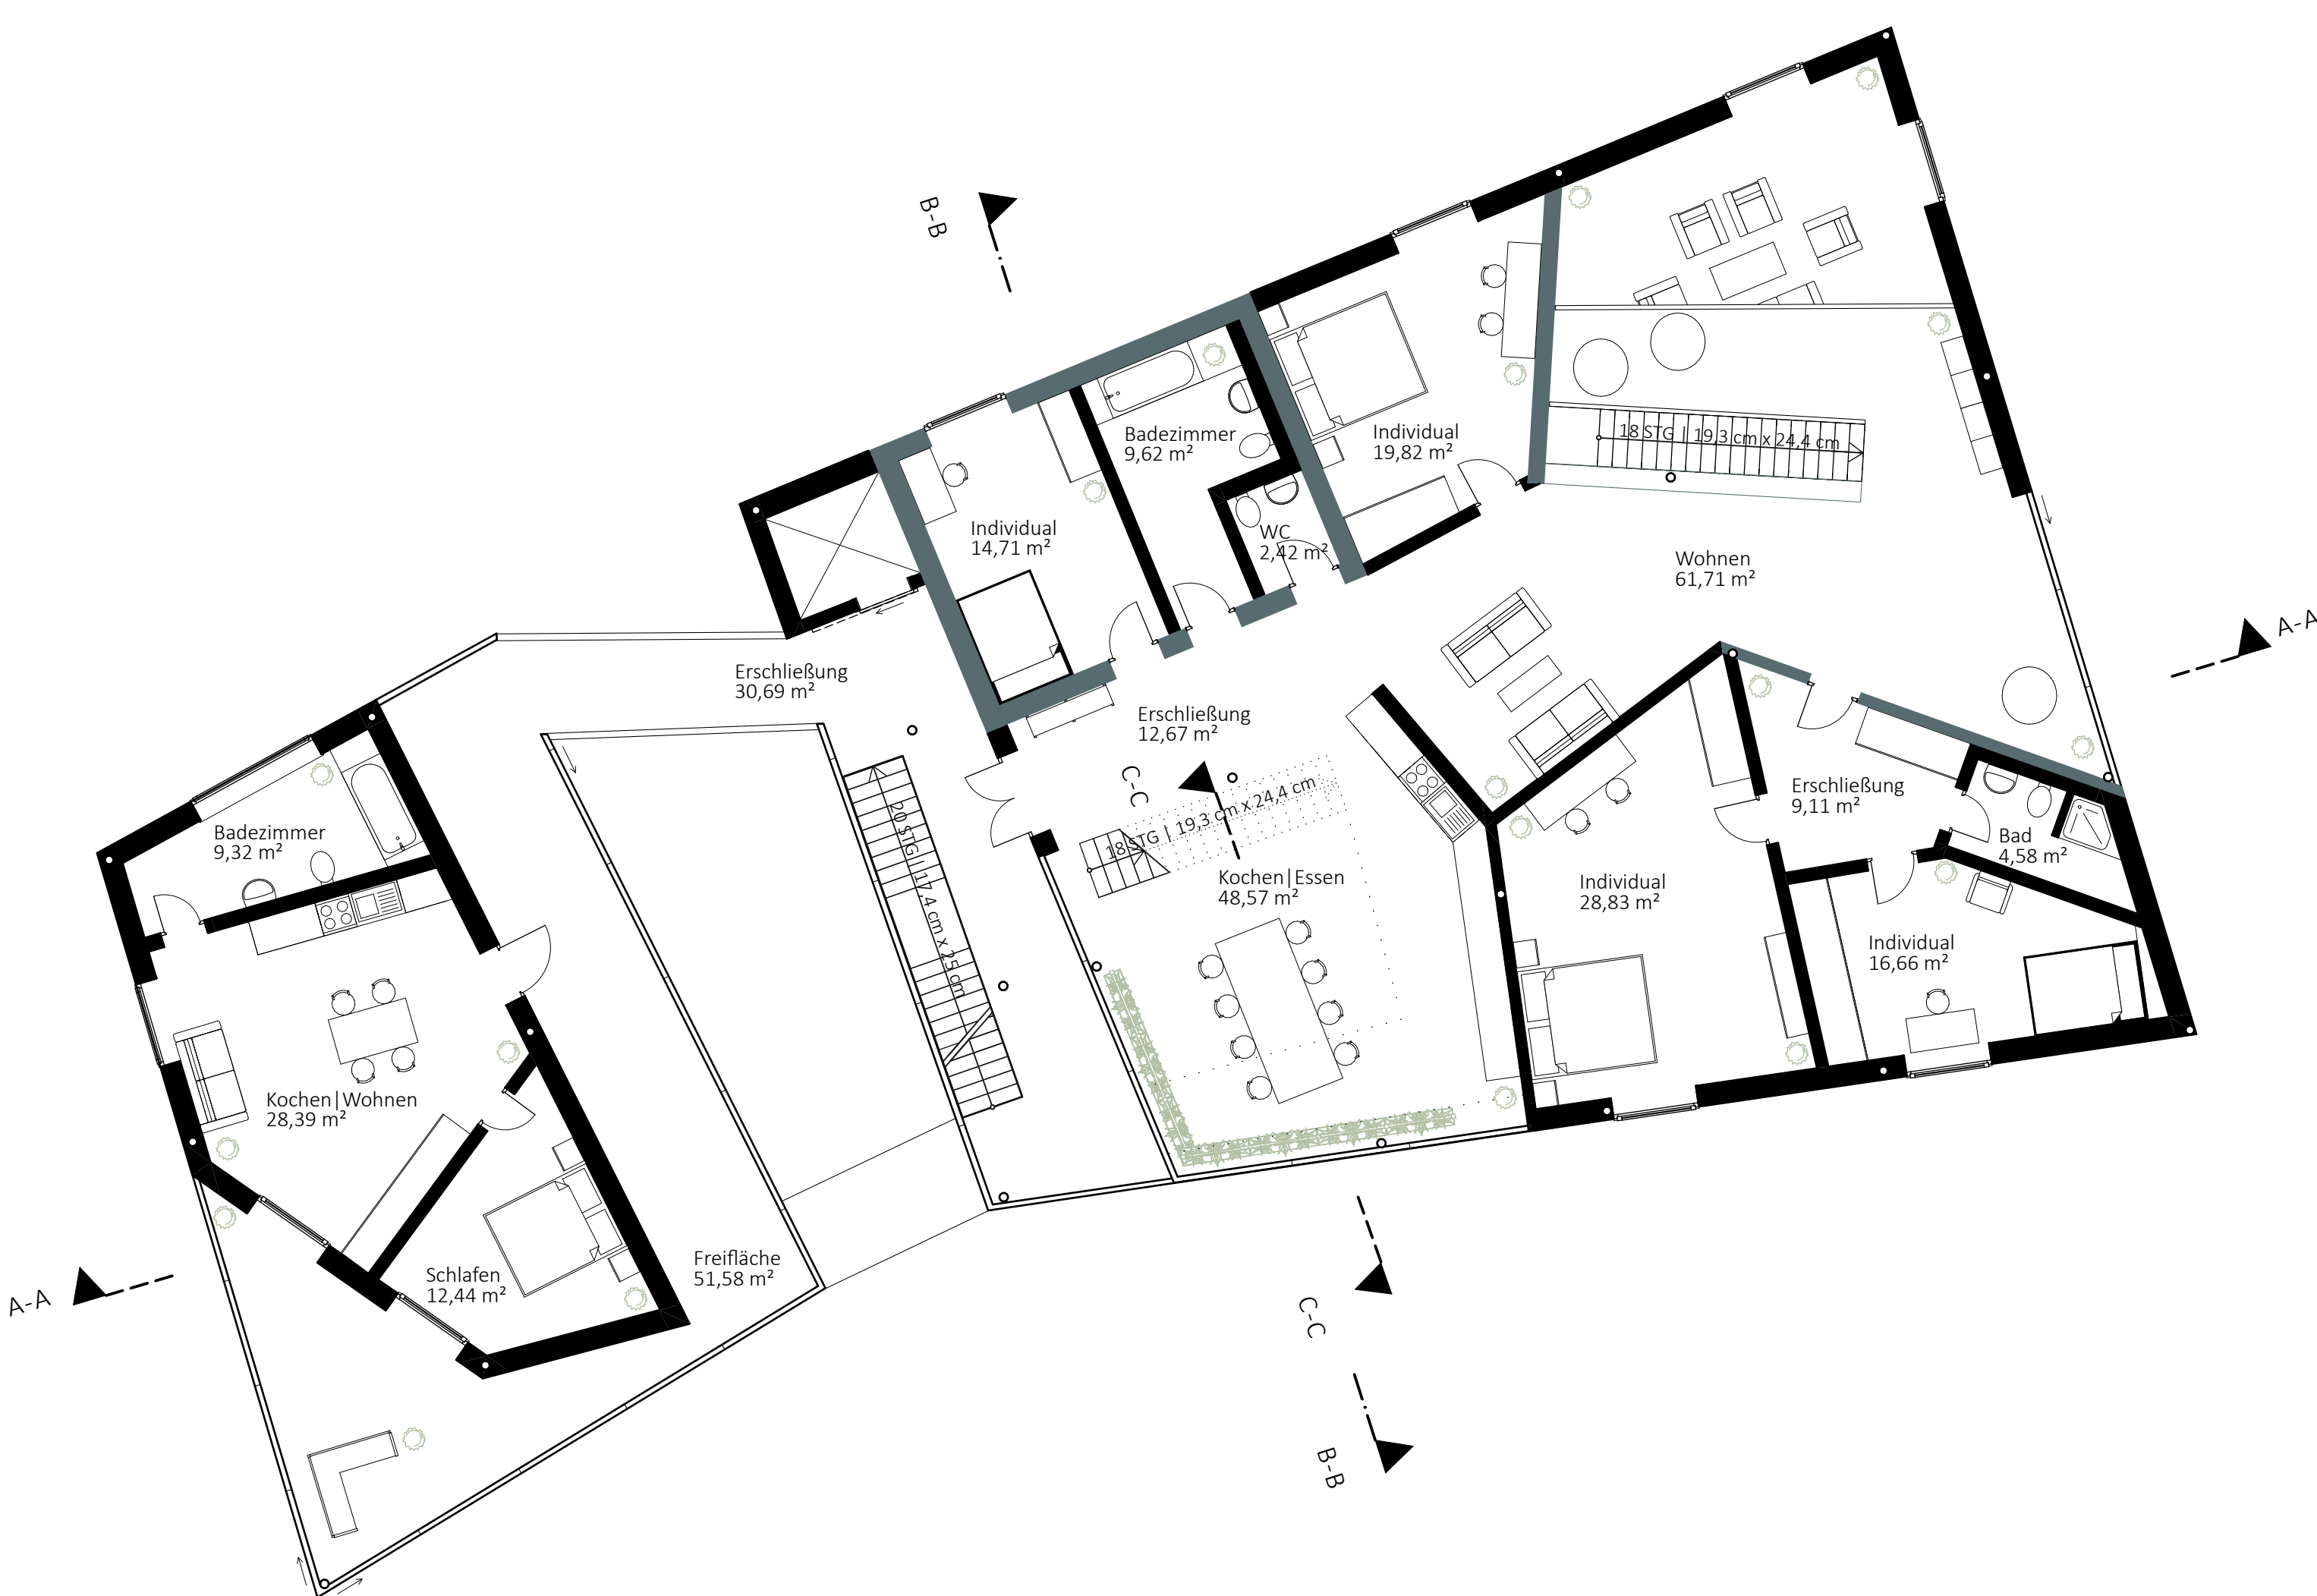 B-B
Badezimmer
9,62 m²
Individual
19,82 m²
18 STG | 19,3 cm x 24,4 cm
Individual
14,71 m²
WC
2,42 m²
Wohnen
61,71 m²
A-A
Erschließung
30,69 m²
Erschließung
12,67 m²
C-C
18 STG | 19,3 cm x 24,4 cm
Erschließung
9,11 m²
Badezimmer
9,32 m²
20 STG | 17,4 cm x 25 cm
Bad
4,58 m²
Kochen|Essen
48,57 m²
Individual
28,83 m²
Individual
16,66 m²
Kochen|Wohnen
28,39 m²
Freifläche
51,58 m²
Schlafen
12,44 m²
A-A
C-C
B-B